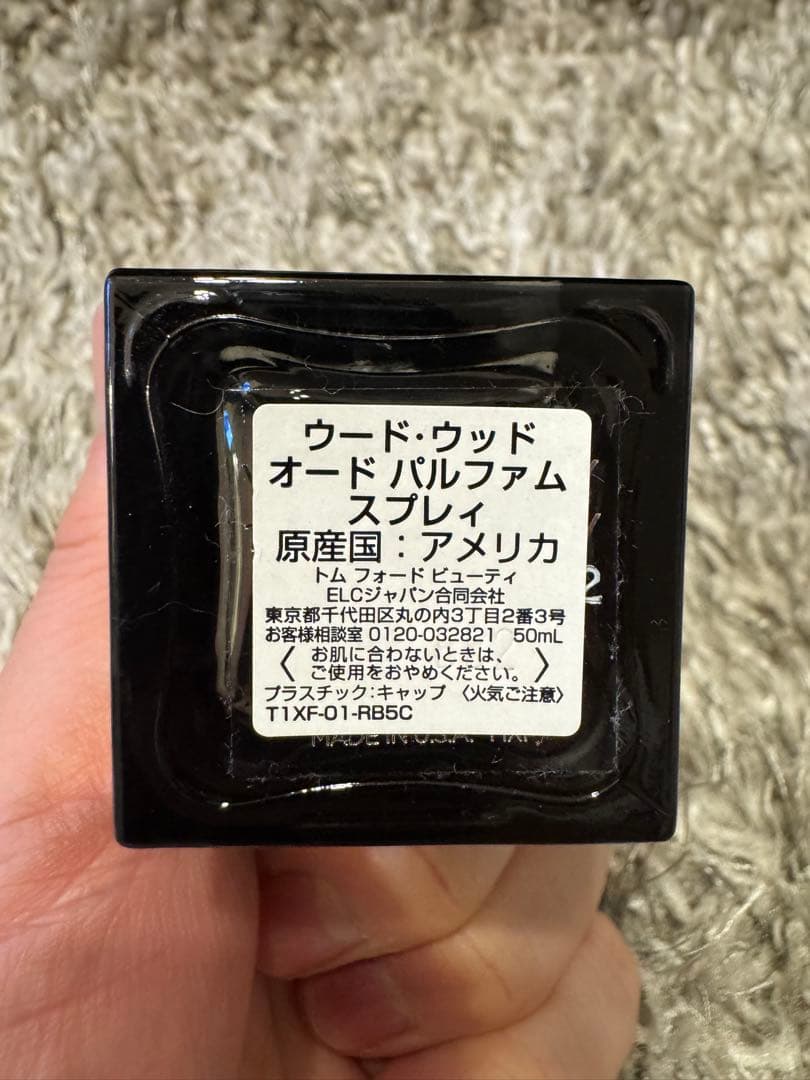 ウード・ウッド
オード パルファム
スプレィ
原産国：アメリカ
トム フォード ビューティ
ELCジャパン合同会社
東京都千代田区丸の内3丁目2番3号
お客様相談室 0120-032821 50mL
〈 お肌に合わないときは、
ご使用をおやめください。 〉
プラスチック：キャップ 〈火気ご注意〉
T1XF-01-RB5C
MADE IN U.S.A.